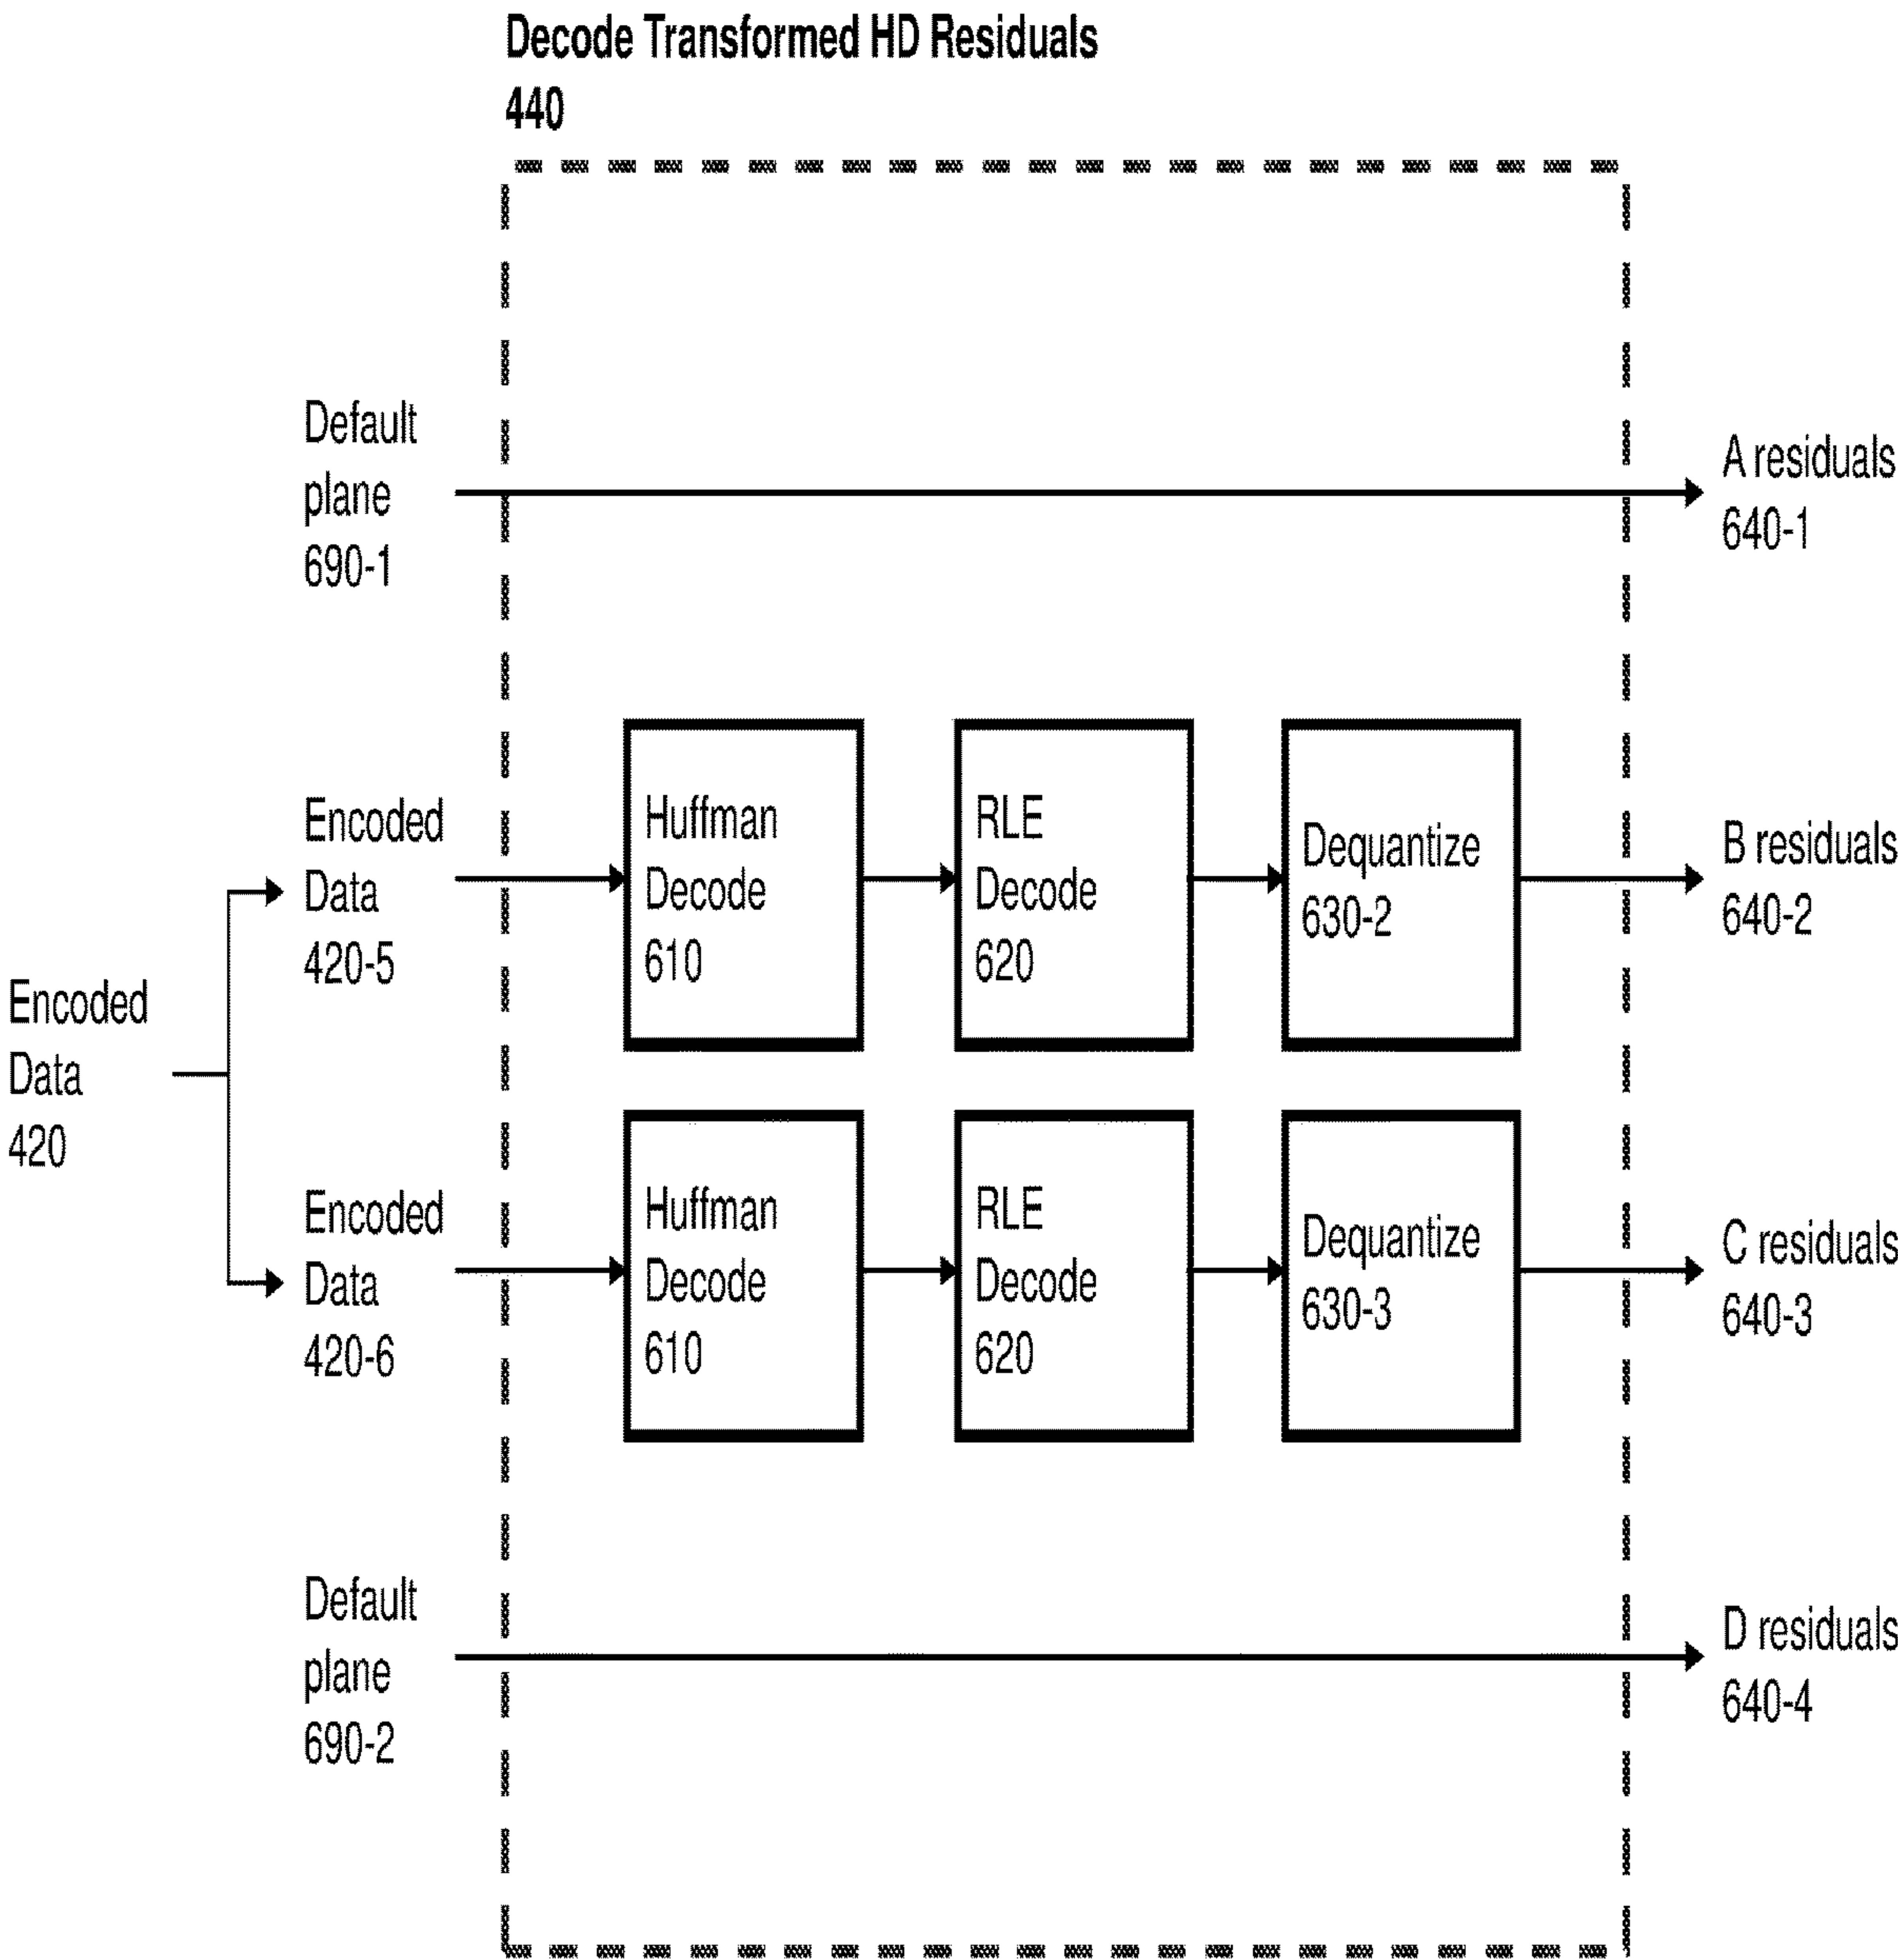 Decode Transformed HD Residuals
440
Default
plane
690-1
A residuals
640-1
Encoded
Data
420
Encoded
Data
420-5
Huffman
Decode
610
RLE
Decode
620
Dequantize
630-2
B residuals
640-2
Encoded
Data
420-6
Huffman
Decode
610
RLE
Decode
620
Dequantize
630-3
C residuals
640-3
Default
plane
690-2
D residuals
640-4